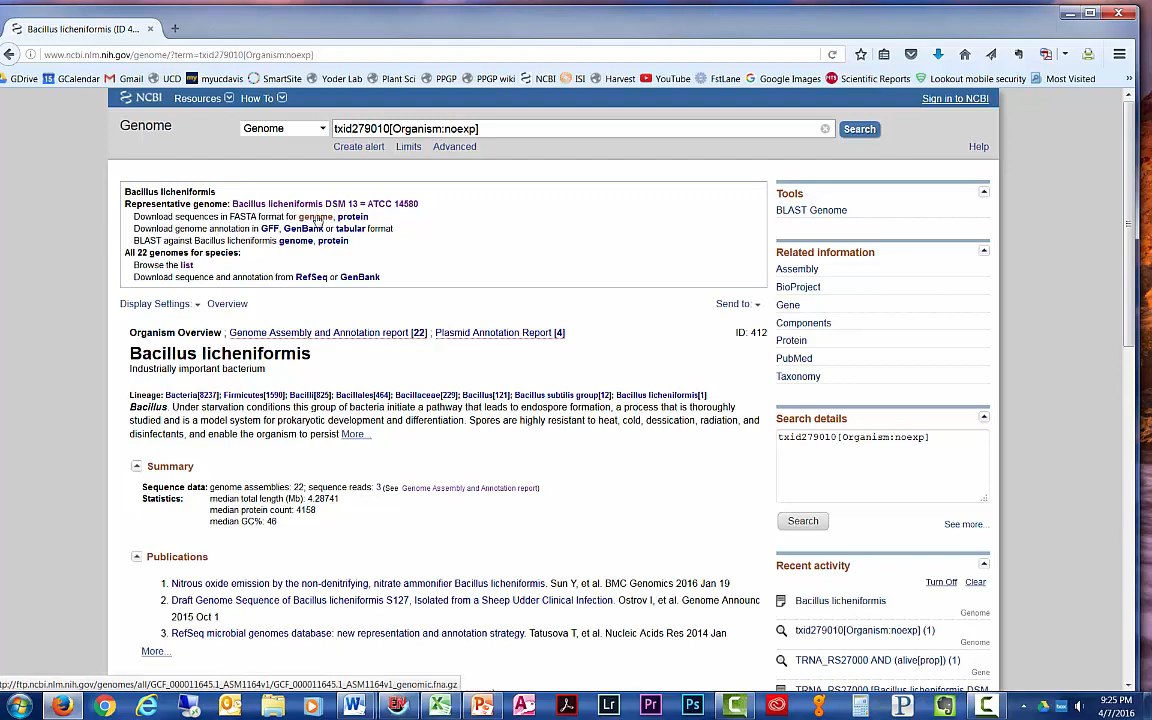 Bacillus licheniformis (ID 4...
www.ncbi.nlm.nih.gov/genome/?term=txid279010[Organism:noexp]
GDrive GCalendar Gmail UCD my mycdavis SmartSite Yoder Lab Plant Sci PPGP PPGP wiki NCBI ISI Harvest YouTube FstLane Google Images Scientific Reports Lookout mobile security Most Visited »
NCBI Resources How To Sign in to NCBI
Genome Genome txid279010[Organism:noexp] Search
Create alert Limits Advanced Help
Bacillus licheniformis
Representative genome: Bacillus licheniformis DSM 13 = ATCC 14580
Download sequences in FASTA format for genome, protein
Download genome annotation in GFF, GenBank or tabular format
BLAST against Bacillus licheniformis genome, protein
All 22 genomes for species:
Browse the list
Download sequence and annotation from RefSeq or GenBank
Tools
BLAST Genome
Related information
Assembly
BioProject
Gene
Components
Protein
PubMed
Taxonomy
Display Settings: Overview Send to:
Organism Overview ; Genome Assembly and Annotation report [22] ; Plasmid Annotation Report [4] ID: 412
Bacillus licheniformis
Industrially important bacterium
Lineage: Bacteria[8237]; Firmicutes[1590]; Bacilli[825]; Bacillales[464]; Bacillaceae[229]; Bacillus[121]; Bacillus subtilis group[12]; Bacillus licheniformis[1]
Bacillus. Under starvation conditions this group of bacteria initiate a pathway that leads to endospore formation, a process that is thoroughly
studied and is a model system for prokaryotic development and differentiation. Spores are highly resistant to heat, cold, dessication, radiation, and
disinfectants, and enable the organism to persist More...
Summary
Sequence data: genome assemblies: 22; sequence reads: 3 (See Genome Assembly and Annotation report)
Statistics: median total length (Mb): 4.28741
median protein count: 4158
median GC%: 46
Publications
1. Nitrous oxide emission by the non-denitrifying, nitrate ammonifier Bacillus licheniformis. Sun Y, et al. BMC Genomics 2016 Jan 19
2. Draft Genome Sequence of Bacillus licheniformis S127, Isolated from a Sheep Udder Clinical Infection. Ostrov I, et al. Genome Announc
2015 Oct 1
3. RefSeq microbial genomes database: new representation and annotation strategy. Tatusova T, et al. Nucleic Acids Res 2014 Jan
More...
Search details
txid279010[Organism:noexp]
Search See more...
Recent activity
Turn Off Clear
Bacillus licheniformis
Genome
txid279010[Organism:noexp] (1)
Genome
TRNA_RS27000 AND (alive[prop]) (1)
Gene
TRNA_RS27000 [Bacillus licheniformis DSM
tp://ftp.ncbi.nlm.nih.gov/genomes/all/GCF_000011645.1_ASM1164v1/GCF_000011645.1_ASM1164v1_genomic.fna.gz
Lr Pr Ps P
9:25 PM
4/7/2016